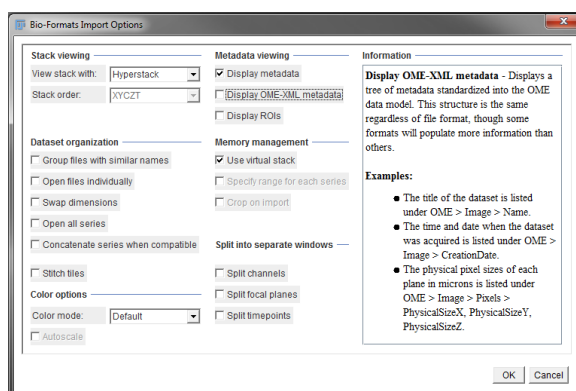 Bio-Formats Import Options
Stack viewing
View stack with: Hyperstack
Stack order: XYCZT
Metadata viewing
Display metadata
Display OME-XML metadata
Display ROIs
Information
Display OME-XML metadata - Displays a
tree of metadata standardized into the OME
data model. This structure is the same
regardless of file format, though some
formats will populate more information than
others.
Examples:
The title of the dataset is listed
under OME > Image > Name.
The time and date when the dataset
was acquired is listed under OME >
Image > CreationDate.
The physical pixel sizes of each
plane in microns is listed under
OME > Image > Pixels >
PhysicalSizeX, PhysicalSizeY,
PhysicalSizeZ.
Dataset organization
Group files with similar names
Open files individually
Swap dimensions
Open all series
Concatenate series when compatible
Stitch tiles
Memory management
Use virtual stack
Specify range for each series
Crop on import
Color options
Color mode: Default
Autoscale
Split into separate windows
Split channels
Split focal planes
Split timepoints
OK Cancel